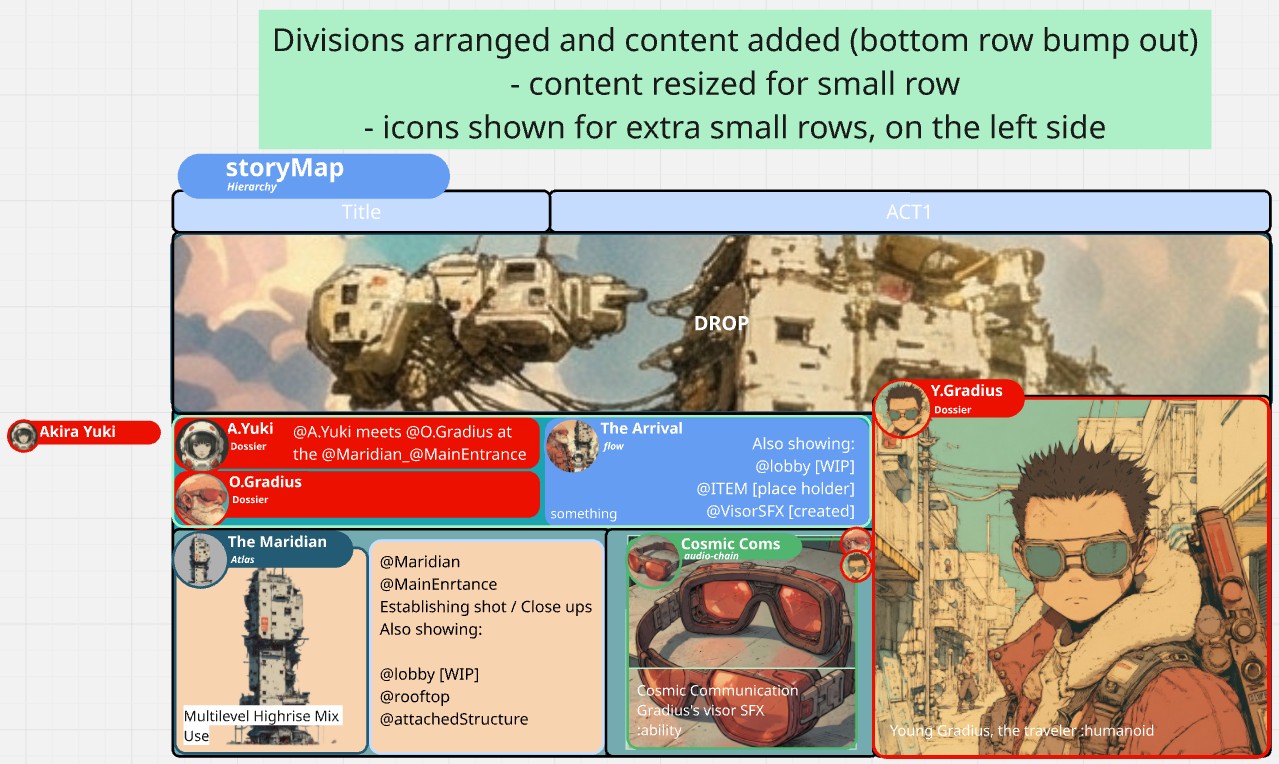 Divisions arranged and content added (bottom row bump out)
- content resized for small row
- icons shown for extra small rows, on the left side
storyMap
Hierarchy
Title
ACT1
DROP
Y.Gradius
Dossier
Akira Yuki
A.Yuki
Dossier
@A.Yuki meets @O.Gradius at
the @Maridian_@MainEntrance
O.Gradius
Dossier
The Arrival
flow
Also showing:
@lobby [WIP]
@ITEM [place holder]
@VisorSFX [created]
something
The Maridian
Atlas
Multilevel Highrise Mix
Use
@Maridian
@MainEnrtance
Establishing shot / Close ups
Also showing:
@lobby [WIP]
@rooftop
@attachedStructure
Cosmic Coms
audio-chain
Cosmic Communication
Gradius's visor SFX
:ability
Young Gradius, the traveler :humanoid